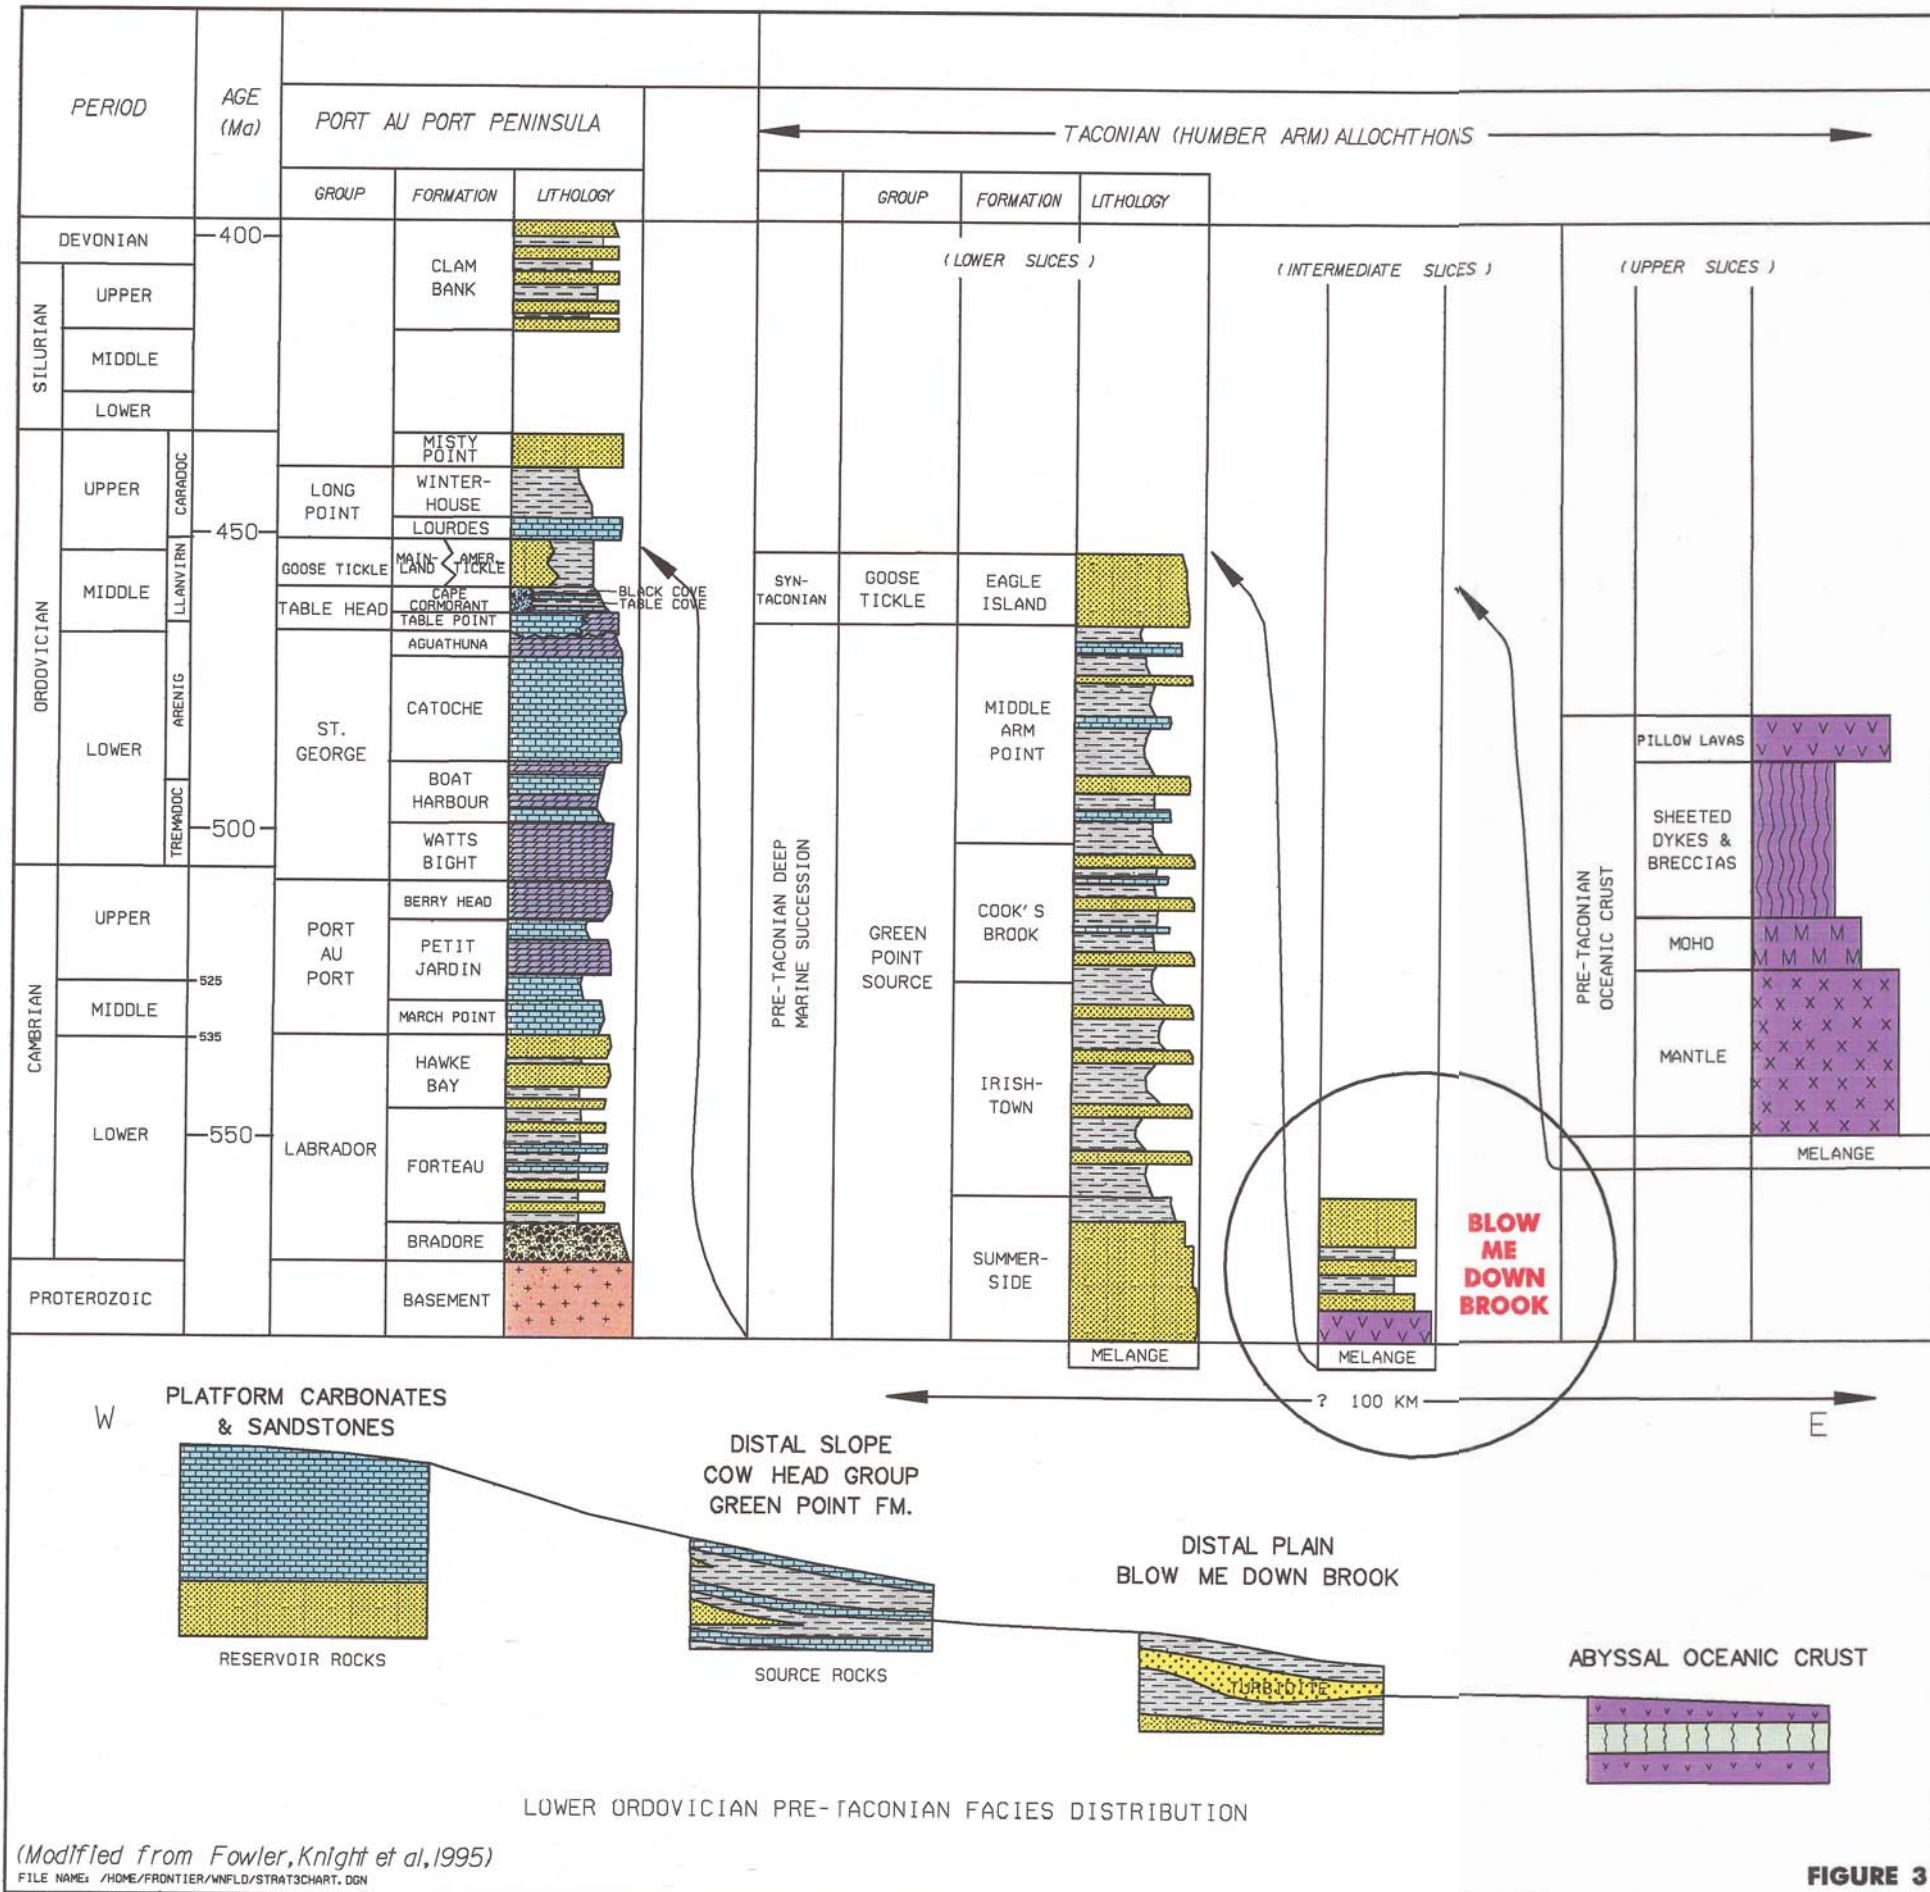 PERIOD
AGE
(Ma)
PORT AU PORT PENINSULA
TACONIAN (HUMBER ARM) ALLOCHTHONS
GROUP
FORMATION
LITHOLOGY
GROUP
FORMATION
LITHOLOGY
(LOWER SLICES)
(INTERMEDIATE SLICES)
(UPPER SLICES)
DEVONIAN
SILURIAN
UPPER
MIDDLE
LOWER
ORDOVICIAN
UPPER
MIDDLE
LOWER
CARADOC
LLANVIRN
ARENIG
TREMADOC
CAMBRIAN
UPPER
MIDDLE
LOWER
PROTEROZOIC
400
450
500
525
535
550
LONG
POINT
GOOSE TICKLE
TABLE HEAD
ST.
GEORGE
PORT
AU
PORT
LABRADOR
CLAM
BANK
MISTY
POINT
WINTER-
HOUSE
LOURDES
MAIN-
LAND
AMER.
TICKLE
CAPE
CORMORANT
BLACK COVE
TABLE COVE
TABLE POINT
AGUATHUNA
CATOCHE
BOAT
HARBOUR
WATTS
BIGHT
BERRY HEAD
PETIT
JARDIN
MARCH POINT
HAWKE
BAY
FORTEAU
BRADORE
BASEMENT
SYN-
TACONIAN
GOOSE
TICKLE
EAGLE
ISLAND
PRE-TACONIAN DEEP
MARINE SUCCESSION
GREEN
POINT
SOURCE
MIDDLE
ARM
POINT
COOK'S
BROOK
IRISH-
TOWN
SUMMER-
SIDE
MELANGE
BLOW
ME
DOWN
BROOK
V V V V V
V V V V V
MELANGE
PRE-TACONIAN
OCEANIC CRUST
PILLOW LAVAS
SHEETED
DYKES &
BRECCIAS
MOHO
M M M
M M M M
MANTLE
MELANGE
? 100 KM
W
E
PLATFORM CARBONATES
& SANDSTONES
RESERVOIR ROCKS
DISTAL SLOPE
COW HEAD GROUP
GREEN POINT FM.
SOURCE ROCKS
DISTAL PLAIN
BLOW ME DOWN BROOK
TURBIDITE
ABYSSAL OCEANIC CRUST
LOWER ORDOVICIAN PRE-TACONIAN FACIES DISTRIBUTION
(Modified from Fowler, Knight et al, 1995)
FILE NAME: /HOME/FRONTIER/WNFLD/STRAT3CHART.DGN
FIGURE 3